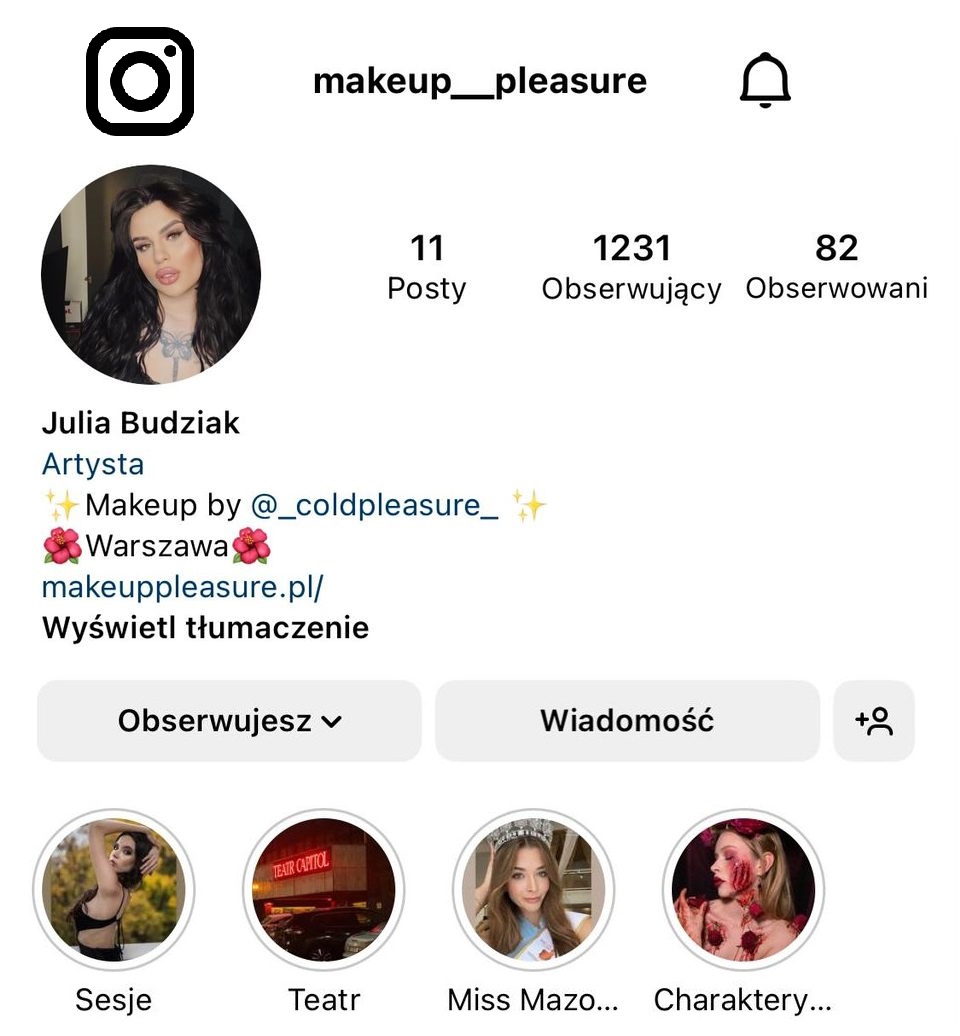 makeup__pleasure
11 1231 82
Posty Obserwujący Obserwowani
Julia Budziak
Artysta
✨Makeup by @_coldpleasure_ ✨
🌺Warszawa🌺
makeuppleasure.pl/
Wyświetl tłumaczenie
Obserwujesz Wiadomość
TEATR CAPITOL
Sesje Teatr Miss Mazo... Charaktery...